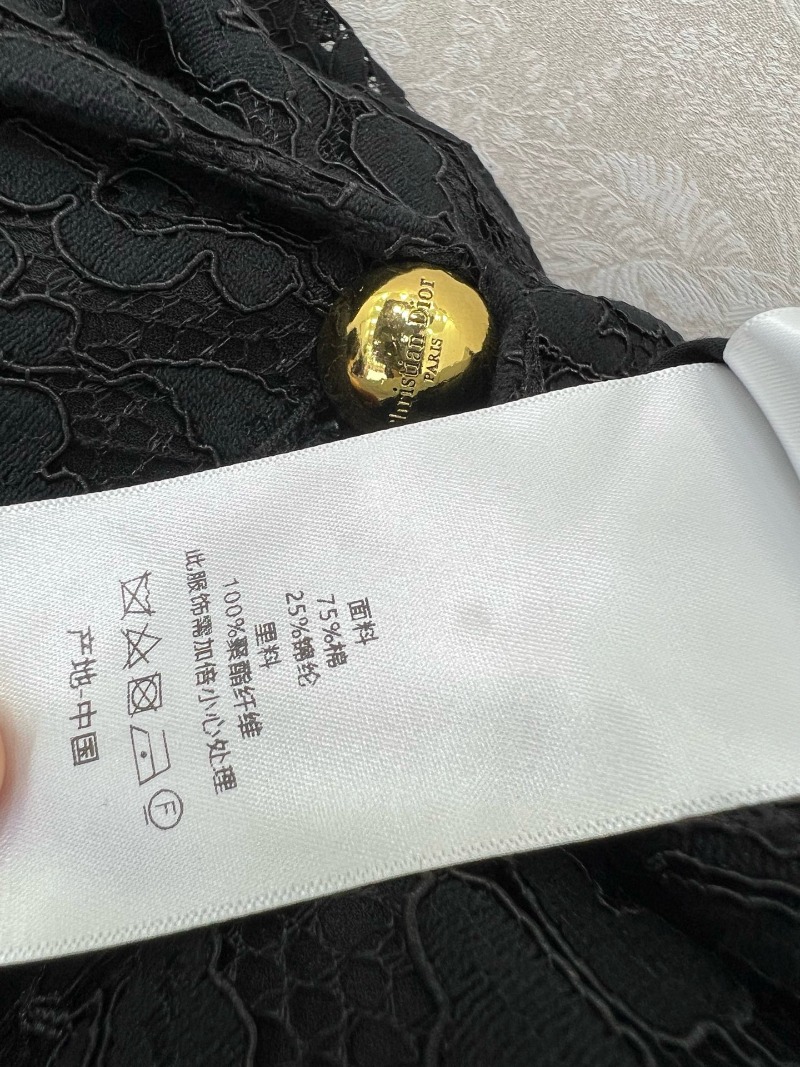 Christian Dior
PARIS
面料
75%棉
25%锦纶
里料
100%聚酯纤维
此服饰需加倍小心处理
F
产地-中国